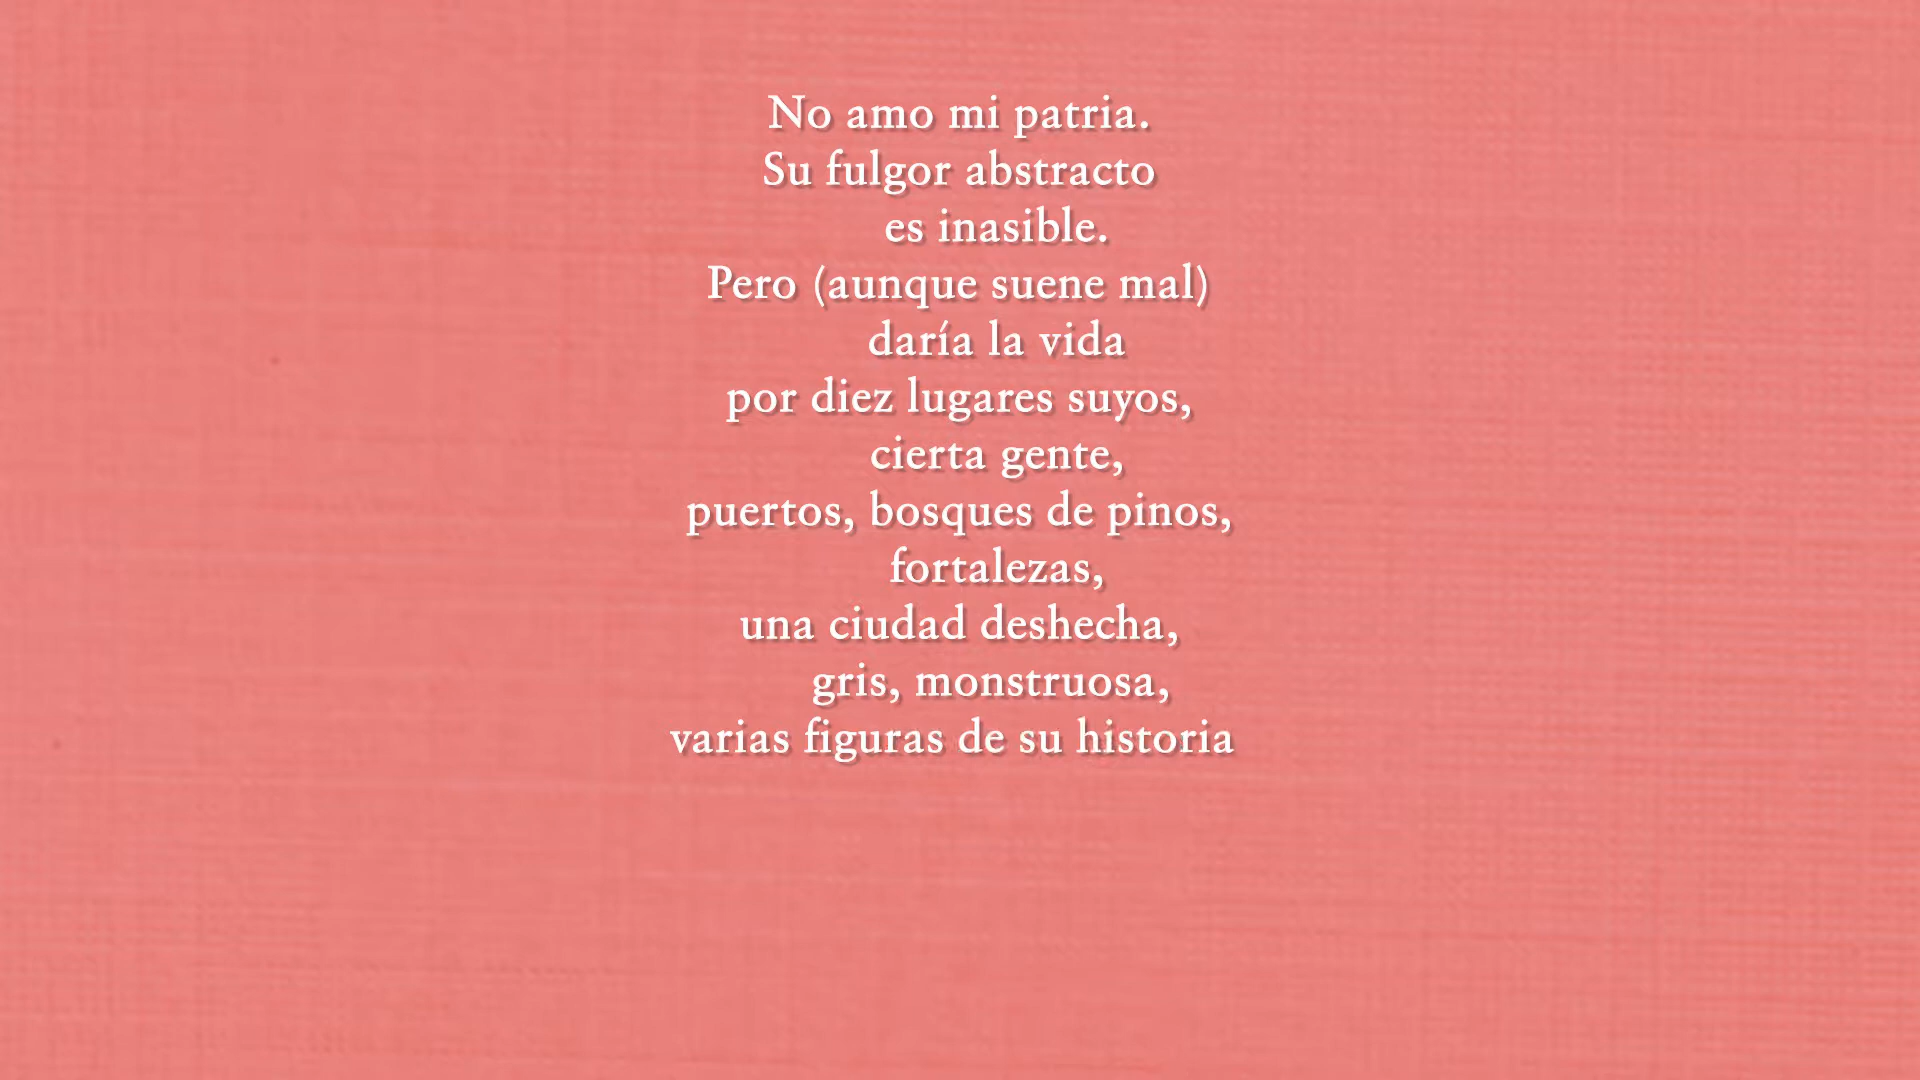 No amo mi patria.
Su fulgor abstracto
es inasible.
Pero (aunque suene mal)
daría la vida
por diez lugares suyos,
cierta gente,
puertos, bosques de pinos,
fortalezas,
una ciudad deshecha,
gris, monstruosa,
varias figuras de su historia